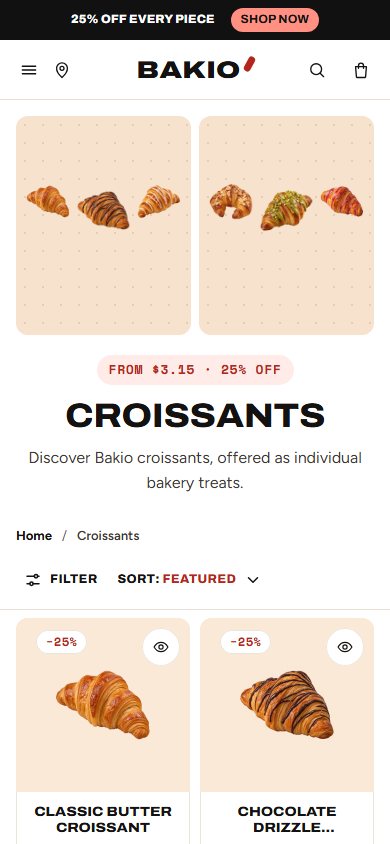 25% OFF EVERY PIECE SHOP NOW
BAKIO
FROM $3.15 · 25% OFF
CROISSANTS
Discover Bakio croissants, offered as individual
bakery treats.
Home / Croissants
FILTER SORT: FEATURED
-25% -25%
CLASSIC BUTTER
CROISSANT
CHOCOLATE
DRIZZLE...